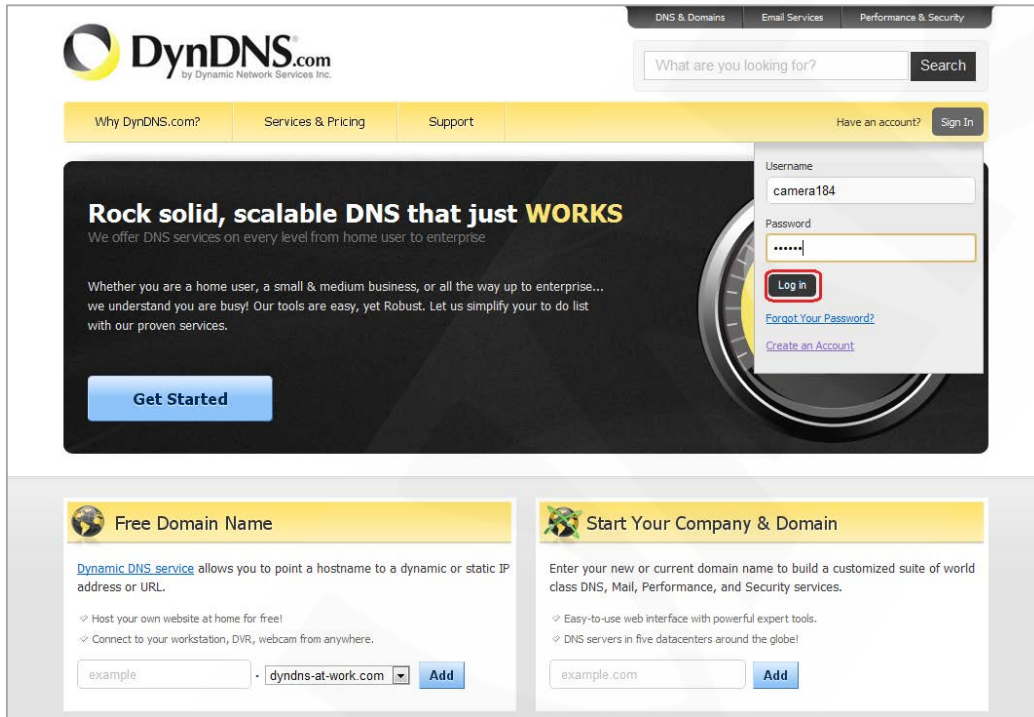 DNS & Domains Email Services Performance & Security
DynDNS.com
by Dynamic Network Services Inc.
What are you looking for? Search
Why DynDNS.com? Services & Pricing Support Have an account? Sign In
Username
camera184
Password
••••••
Log in
Forgot Your Password?
Create an Account
Rock solid, scalable DNS that just WORKS
We offer DNS services on every level from home user to enterprise
Whether you are a home user, a small & medium business, or all the way up to enterprise...
we understand you are busy! Our tools are easy, yet Robust. Let us simplify your to do list
with our proven services.
Get Started
Free Domain Name
Dynamic DNS service allows you to point a hostname to a dynamic or static IP
address or URL.
Host your own website at home for free!
Connect to your workstation, DVR, webcam from anywhere.
example . dyndns-at-work.com Add
Start Your Company & Domain
Enter your new or current domain name to build a customized suite of world
class DNS, Mail, Performance, and Security services.
Easy-to-use web interface with powerful expert tools.
DNS servers in five datacenters around the globe!
example.com Add